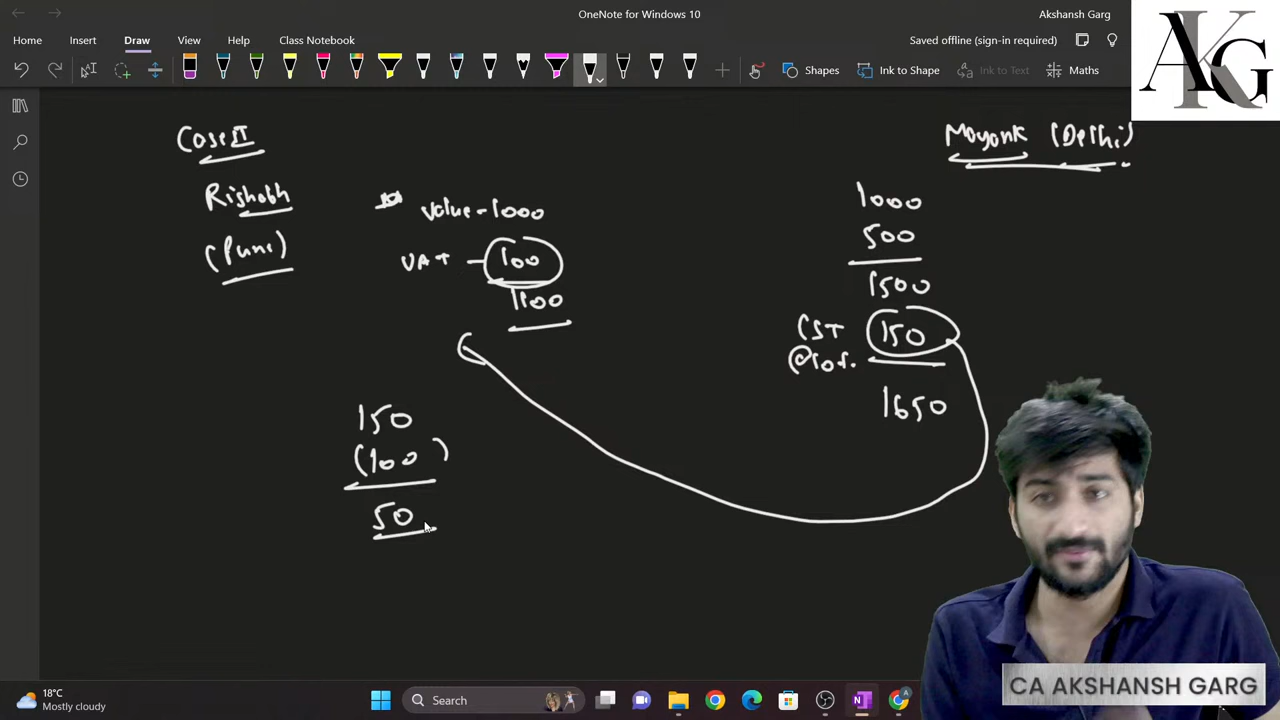 OneNote for Windows 10
Akshansh Garg
Home Insert Draw View Help Class Notebook
Saved offline (sign-in required)
Shapes Ink to Shape Ink to Text Maths
AKG
Case II
Mayank (Delhi)
Rishabh
(Pune)
Value - 1000
VAT - 100
1100
1000
500
1500
CST @10%. 150
1650
150
(100)
50
CA AKSHANSH GARG
18°C
Mostly cloudy
Search